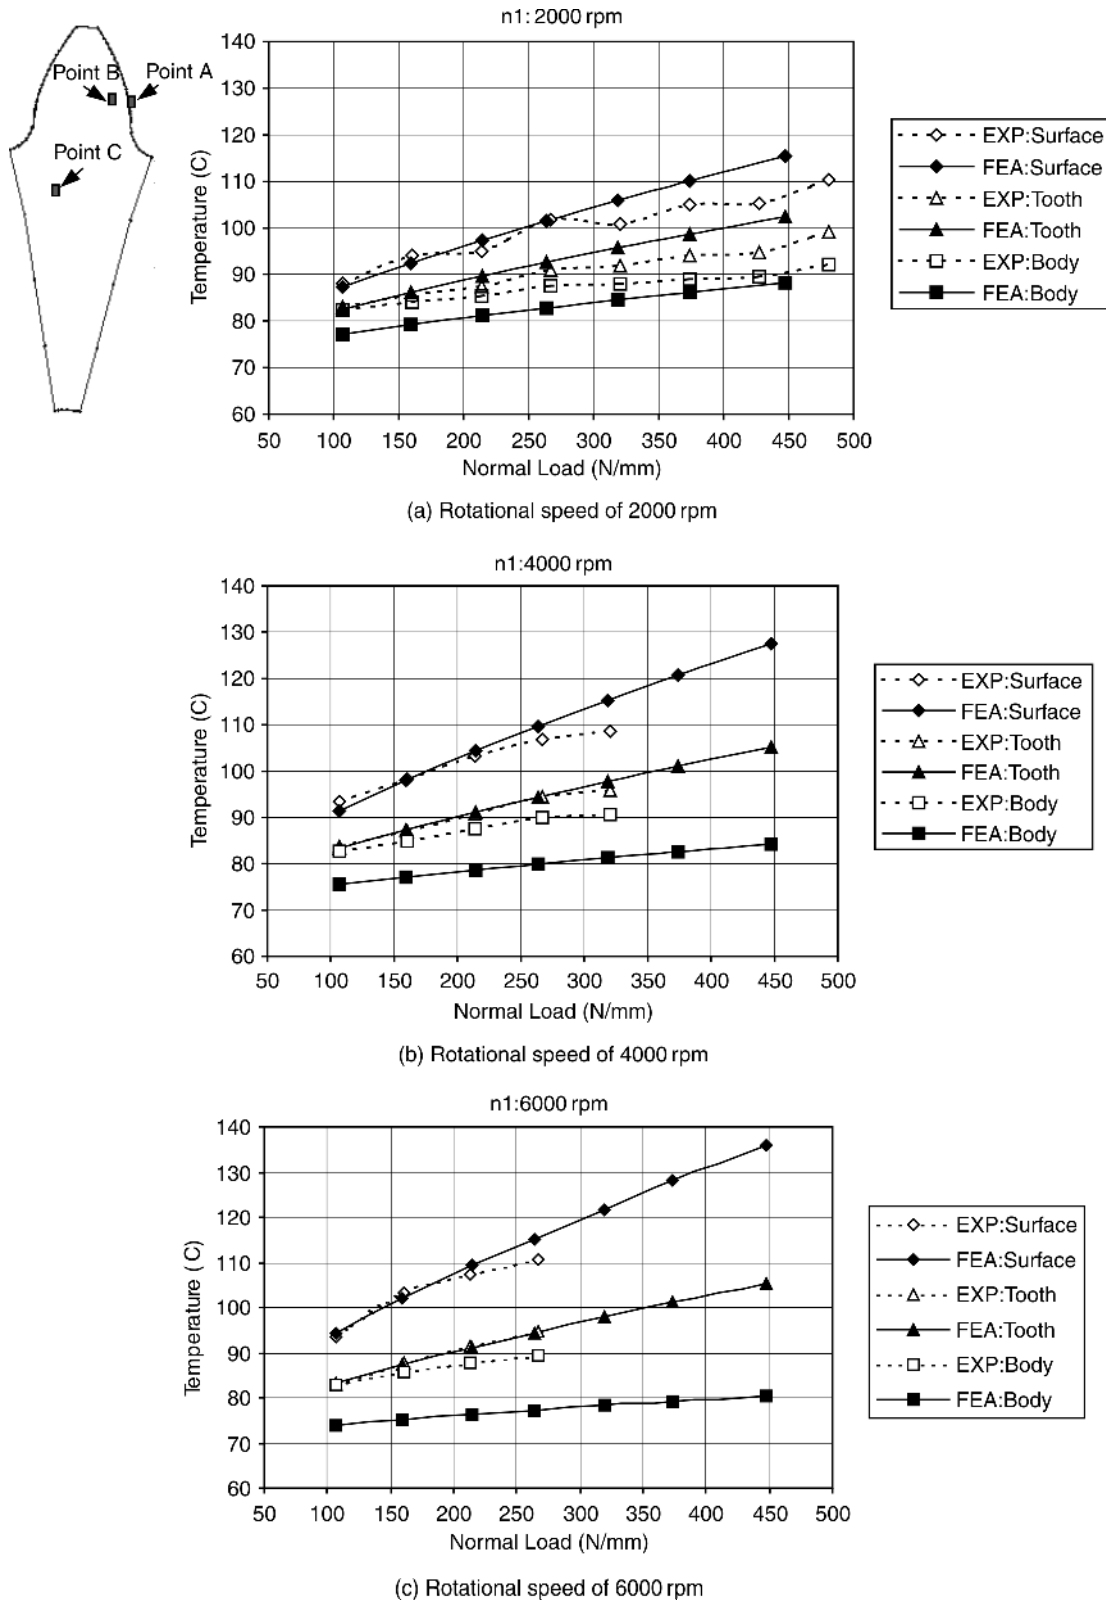 n1: 2000 rpm
Point B
Point A
Point C
140
130
120
110
100
90
80
70
60
Temperature (C)
50 100 150 200 250 300 350 400 450 500
Normal Load (N/mm)
EXP:Surface
FEA:Surface
EXP:Tooth
FEA:Tooth
EXP:Body
FEA:Body
(a) Rotational speed of 2000 rpm
n1:4000 rpm
140
130
120
110
100
90
80
70
60
Temperature (C)
50 100 150 200 250 300 350 400 450 500
Normal Load (N/mm)
EXP:Surface
FEA:Surface
EXP:Tooth
FEA:Tooth
EXP:Body
FEA:Body
(b) Rotational speed of 4000 rpm
n1:6000 rpm
140
130
120
110
100
90
80
70
60
Temperature ( C)
50 100 150 200 250 300 350 400 450 500
Normal Load (N/mm)
EXP:Surface
FEA:Surface
EXP:Tooth
FEA:Tooth
EXP:Body
FEA:Body
(c) Rotational speed of 6000 rpm